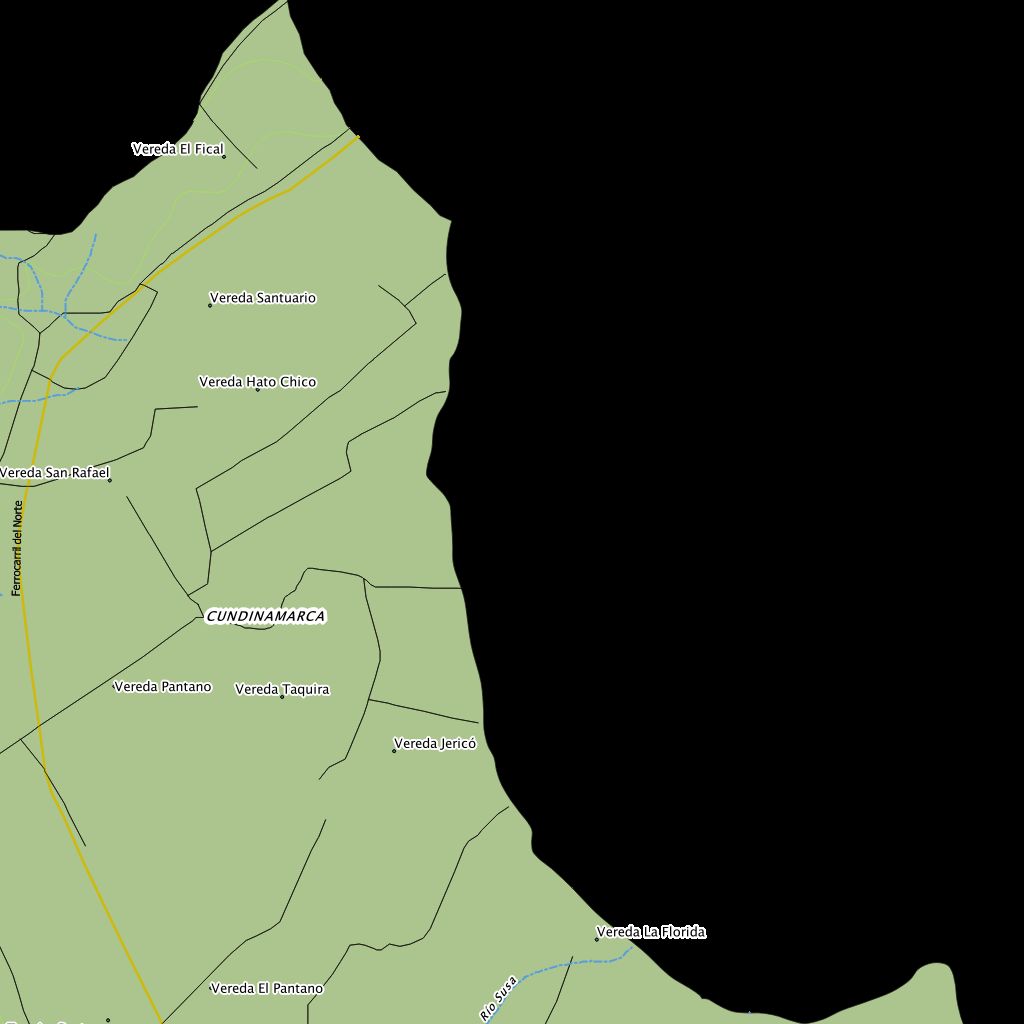 Vereda El Fical
Vereda Santuario
Vereda Hato Chico
Vereda San Rafael
Ferrocarril del Norte
CUNDINAMARCA
Vereda Pantano
Vereda Taquira
Vereda Jericó
Vereda La Florida
Vereda El Pantano
Río Susa